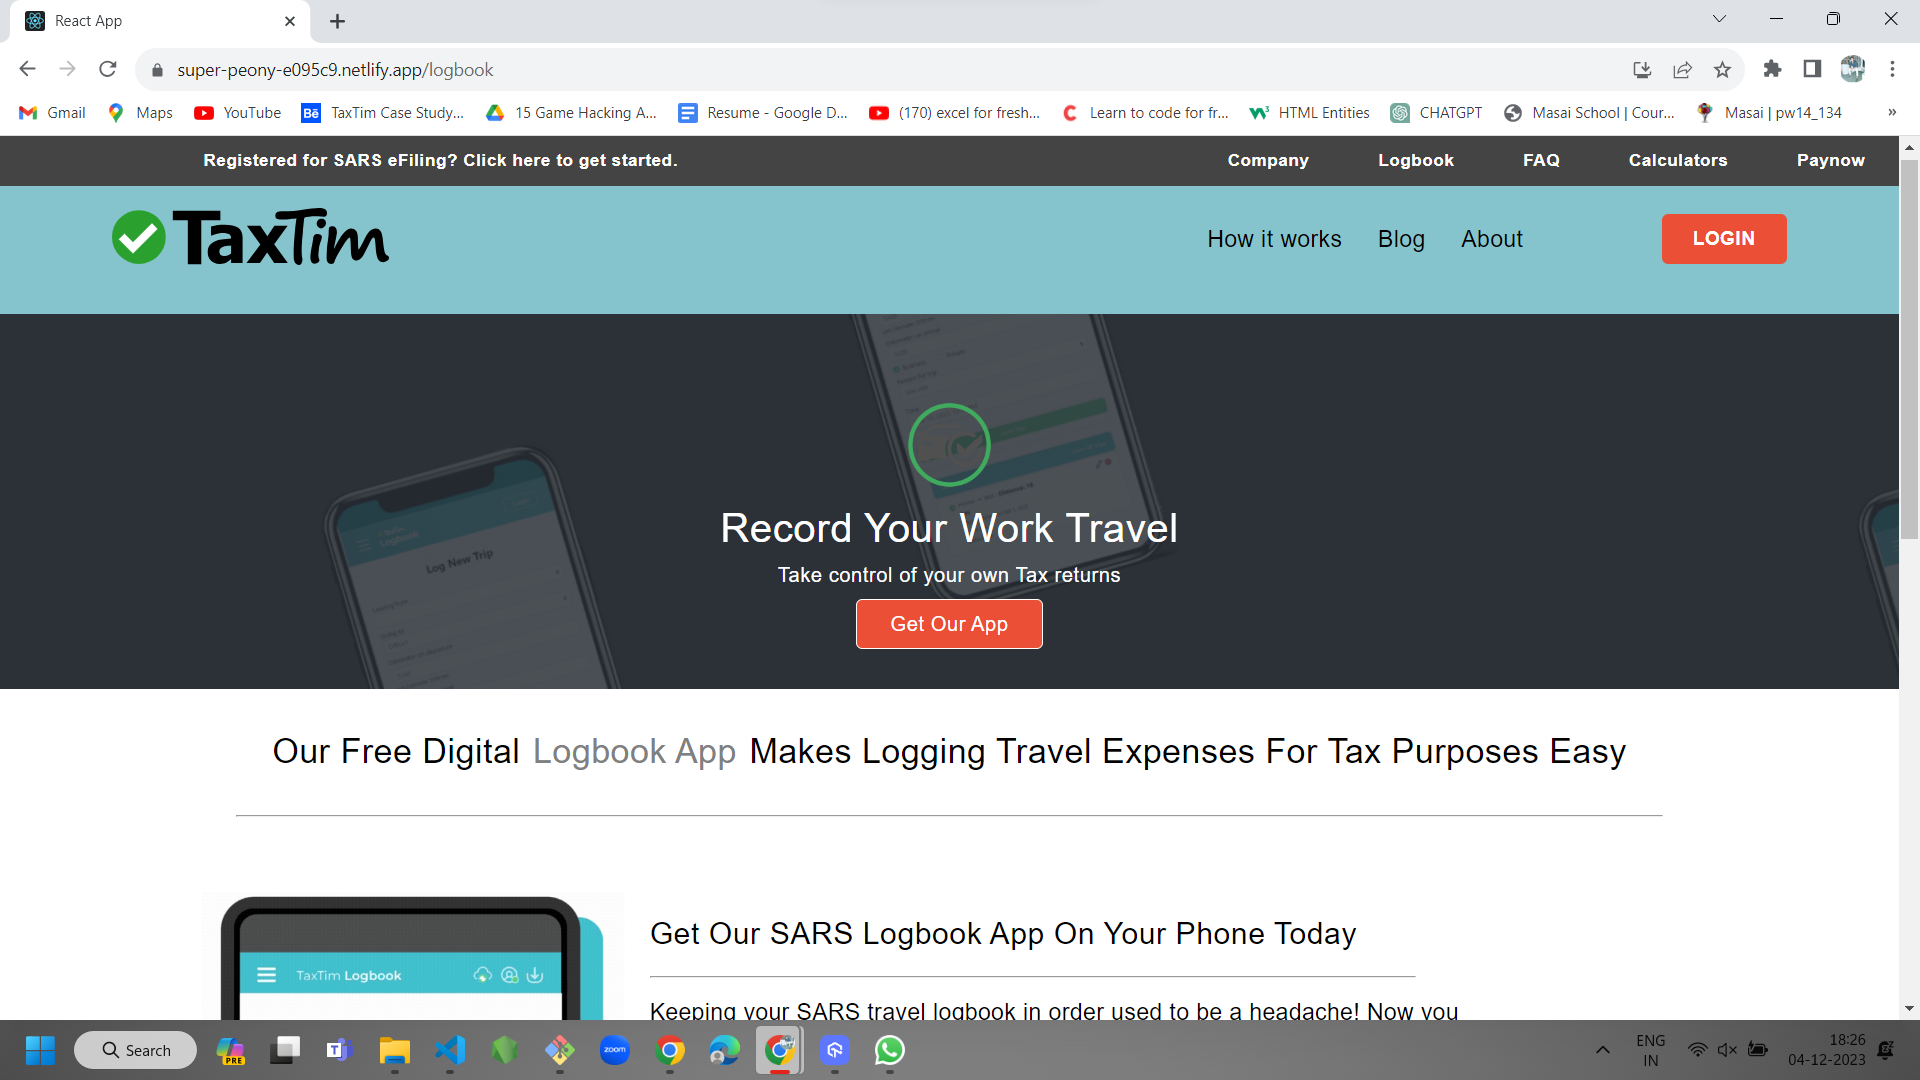 React App
super-peony-e095c9.netlify.app/logbook
Gmail Maps YouTube TaxTim Case Study... 15 Game Hacking A... Resume - Google D... (170) excel for fresh... Learn to code for fr... HTML Entities CHATGPT Masai School | Cour... Masai | pw14_134 »
Registered for SARS eFiling? Click here to get started. Company Logbook FAQ Calculators Paynow
TaxTim How it works Blog About LOGIN
Log New Trip
Record Your Work Travel
Take control of your own Tax returns
Get Our App
Our Free Digital Logbook App Makes Logging Travel Expenses For Tax Purposes Easy
Get Our SARS Logbook App On Your Phone Today
TaxTim Logbook
Keeping your SARS travel logbook in order used to be a headache! Now you
Search PRE zoom ENG 18:26
IN 04-12-2023